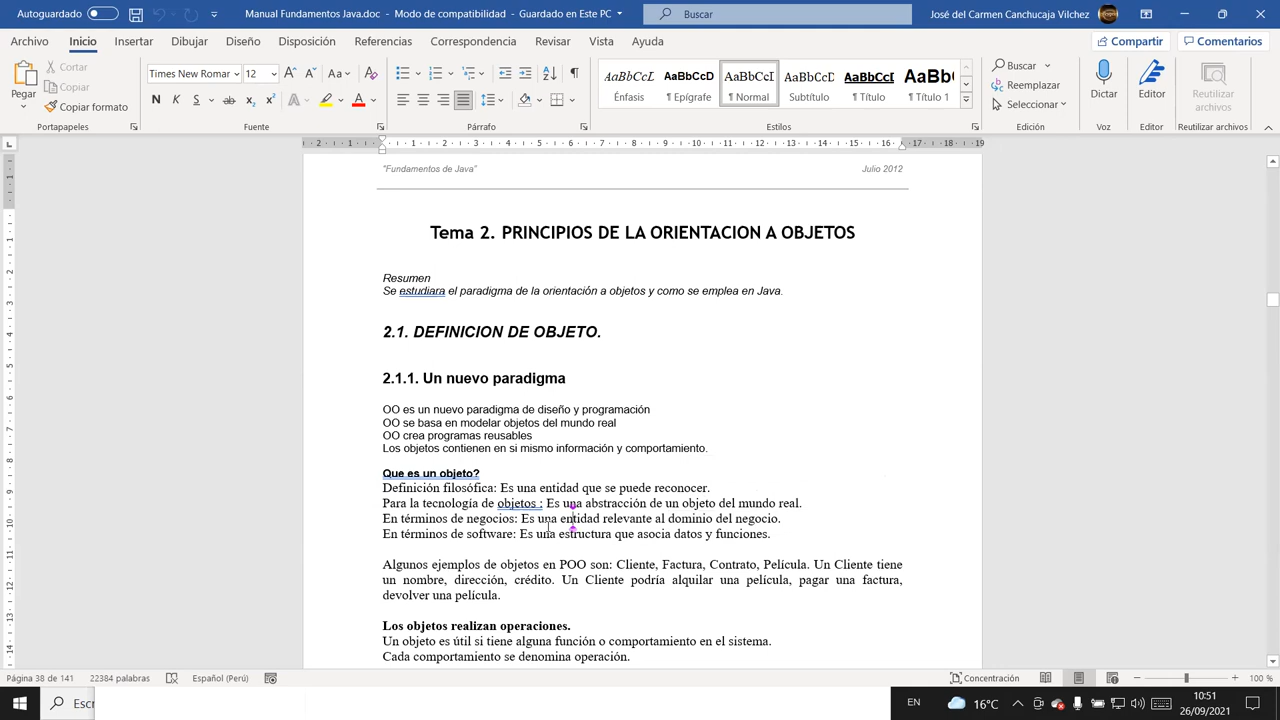 "Fundamentos de Java" - 26-09-2021
Buscar
José del Carmen Ancachucaja Vilchez
Archivo Inicio Insertar Dibujar Diseño Disposición Referencias Correspondencia Revisar Vista Ayuda
Compartir Comentarios
Pegar
Cortar
Copiar
Copiar formato
Portapapeles
Times New Romar 12
Fuente
Párrafo
AaBbCcL AaBbCcD AaBbCcI AaBbCcD AaBbCcI AaBb(
Énfasis ¶ Epígrafe ¶ Normal Subtítulo ¶ Título ¶ Título 1
Estilos
Buscar
Reemplazar
Seleccionar
Edición
Dictar
Voz
Editor
Editor
Reutilizar archivos
Reutilizar archivos
"Fundamentos de Java" Julio 2012
Tema 2. PRINCIPIOS DE LA ORIENTACION A OBJETOS
Resumen
Se estudiara el paradigma de la orientación a objetos y como se emplea en Java.
2.1. DEFINICION DE OBJETO.
2.1.1. Un nuevo paradigma
OO es un nuevo paradigma de diseño y programación
OO se basa en modelar objetos del mundo real
OO crea programas reusables
Los objetos contienen en si mismo información y comportamiento.
Que es un objeto?
Definición filosófica: Es una entidad que se puede reconocer.
Para la tecnología de objetos : Es una abstracción de un objeto del mundo real.
En términos de negocios: Es una entidad relevante al dominio del negocio.
En términos de software: Es una estructura que asocia datos y funciones.
Algunos ejemplos de objetos en POO son: Cliente, Factura, Contrato, Película. Un Cliente tiene
un nombre, dirección, crédito. Un Cliente podría alquilar una película, pagar una factura,
devolver una película.
Los objetos realizan operaciones.
Un objeto es útil si tiene alguna función o comportamiento en el sistema.
Cada comportamiento se denomina operación.
Página 38 de 141 22384 palabras Español (Perú) Concentración 100 %
Escr
16°C
EN
10:51
26/09/2021